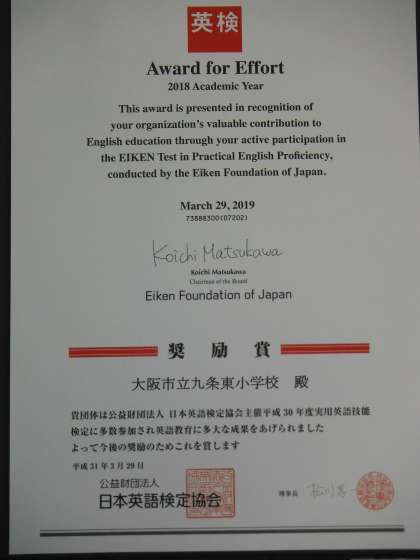 英検
Award for Effort
2018 Academic Year
This award is presented in recognition of
your organization's valuable contribution to
English education through your active participation in
the EIKEN Test in Practical English Proficiency,
conducted by the Eiken Foundation of Japan.
March 29, 2019
73888300(07202)
Koichi Matsukawa
Koichi Matsukawa
Chairman of the Board
Eiken Foundation of Japan
奨励賞
大阪市立九条東小学校 殿
貴団体は公益財団法人 日本英語検定協会主催平成30年度実用英語技能
検定に多数参加され英語教育に多大な成果をあげられました
よって今後の奨励のためこれを賞します
平成31年3月29日
公益財団法人
日本英語検定協会
理事長